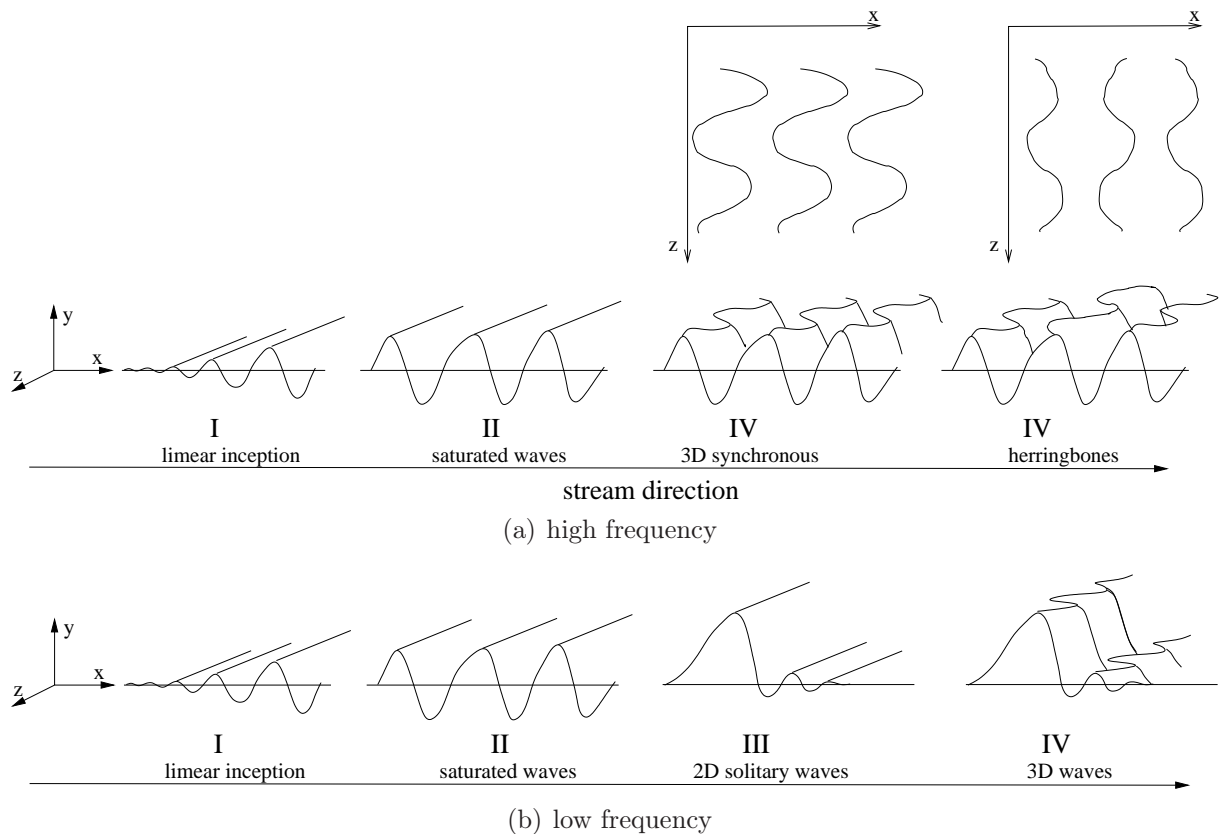 x
x
z
z
y
x
z
I
II
IV
IV
limear inception
saturated waves
3D synchronous
herringbones
stream direction
(a) high frequency
y
x
z
I
II
III
IV
limear inception
saturated waves
2D solitary waves
3D waves
(b) low frequency